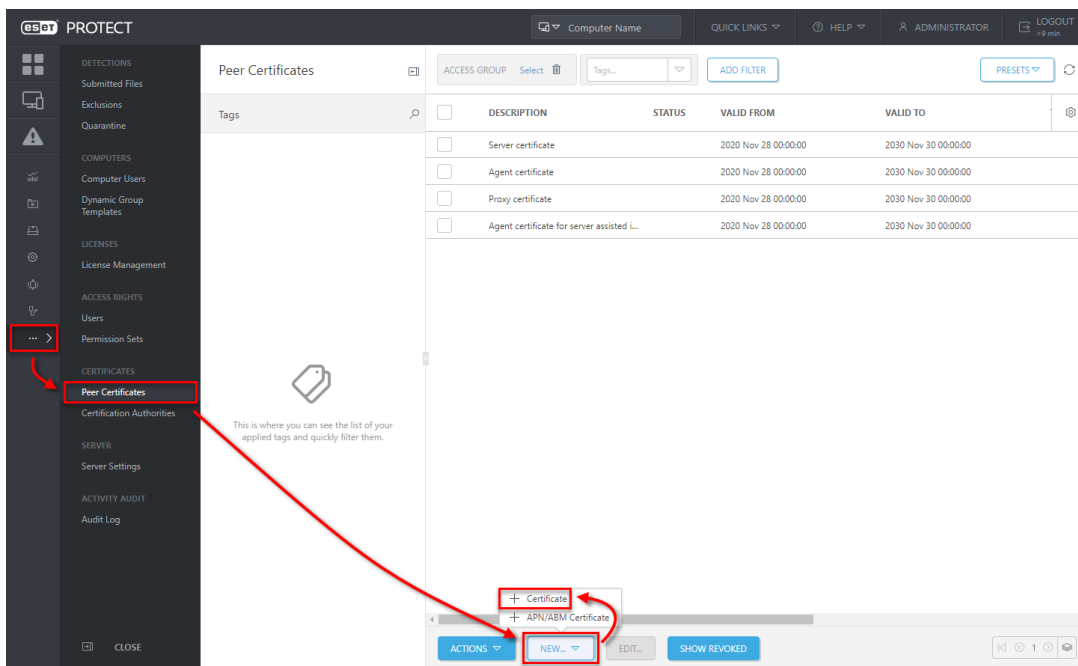 eset PROTECT
Computer Name
QUICK LINKS
HELP
ADMINISTRATOR
LOGOUT
>9 min
DETECTIONS
Submitted Files
Exclusions
Quarantine
COMPUTERS
Computer Users
Dynamic Group
Templates
LICENSES
License Management
ACCESS RIGHTS
Users
Permission Sets
CERTIFICATES
Peer Certificates
Certification Authorities
SERVER
Server Settings
ACTIVITY AUDIT
Audit Log
CLOSE
Peer Certificates
Tags
This is where you can see the list of your
applied tags and quickly filter them.
ACCESS GROUP Select Tags... ADD FILTER PRESETS
DESCRIPTION STATUS VALID FROM VALID TO
Server certificate 2020 Nov 28 00:00:00 2030 Nov 30 00:00:00
Agent certificate 2020 Nov 28 00:00:00 2030 Nov 30 00:00:00
Proxy certificate 2020 Nov 28 00:00:00 2030 Nov 30 00:00:00
Agent certificate for server assisted i... 2020 Nov 28 00:00:00 2030 Nov 30 00:00:00
+ Certificate
+ APN/ABM Certificate
ACTIONS NEW... EDIT... SHOW REVOKED 1